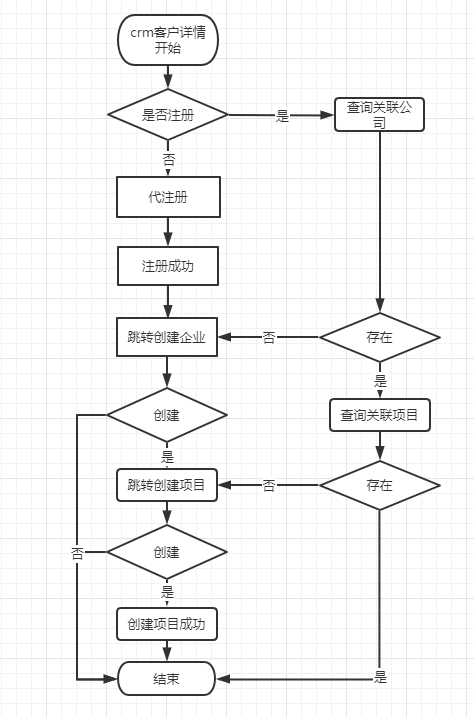 crm客户详情
开始
是否注册
是
查询关联公
司
否
代注册
注册成功
跳转创建企业
否
存在
是
创建
查询关联项目
是
跳转创建项目
否
存在
否
创建
是
创建项目成功
结束
是